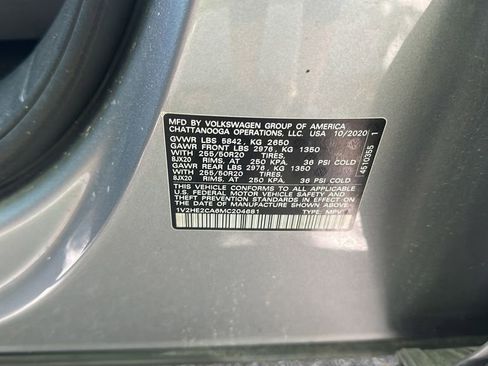 MFD BY VOLKSWAGEN GROUP OF AMERICA
CHATTANOOGA OPERATIONS, LLC. USA 10/2020
GVWR LBS 5842, KG 2650
GAWR FRONT LBS 2976, KG 1350
WITH 255/50R20 TIRES,
8JX20 RIMS, AT 250 KPA, 36 PSI COLD
GAWR REAR LBS 2976, KG 1350
WITH 255/50R20 TIRES,
8JX20 RIMS, AT 250 KPA, 36 PSI COLD
THIS VEHICLE CONFORMS TO ALL APPLICABLE
U.S. FEDERAL MOTOR VEHICLE SAFETY AND
THEFT PREVENTION STANDARDS IN EFFECT ON THE
DATE OF MANUFACTURE SHOWN ABOVE.
1V2HE2CA6MC204681 TYPE: MPV
4510355 1